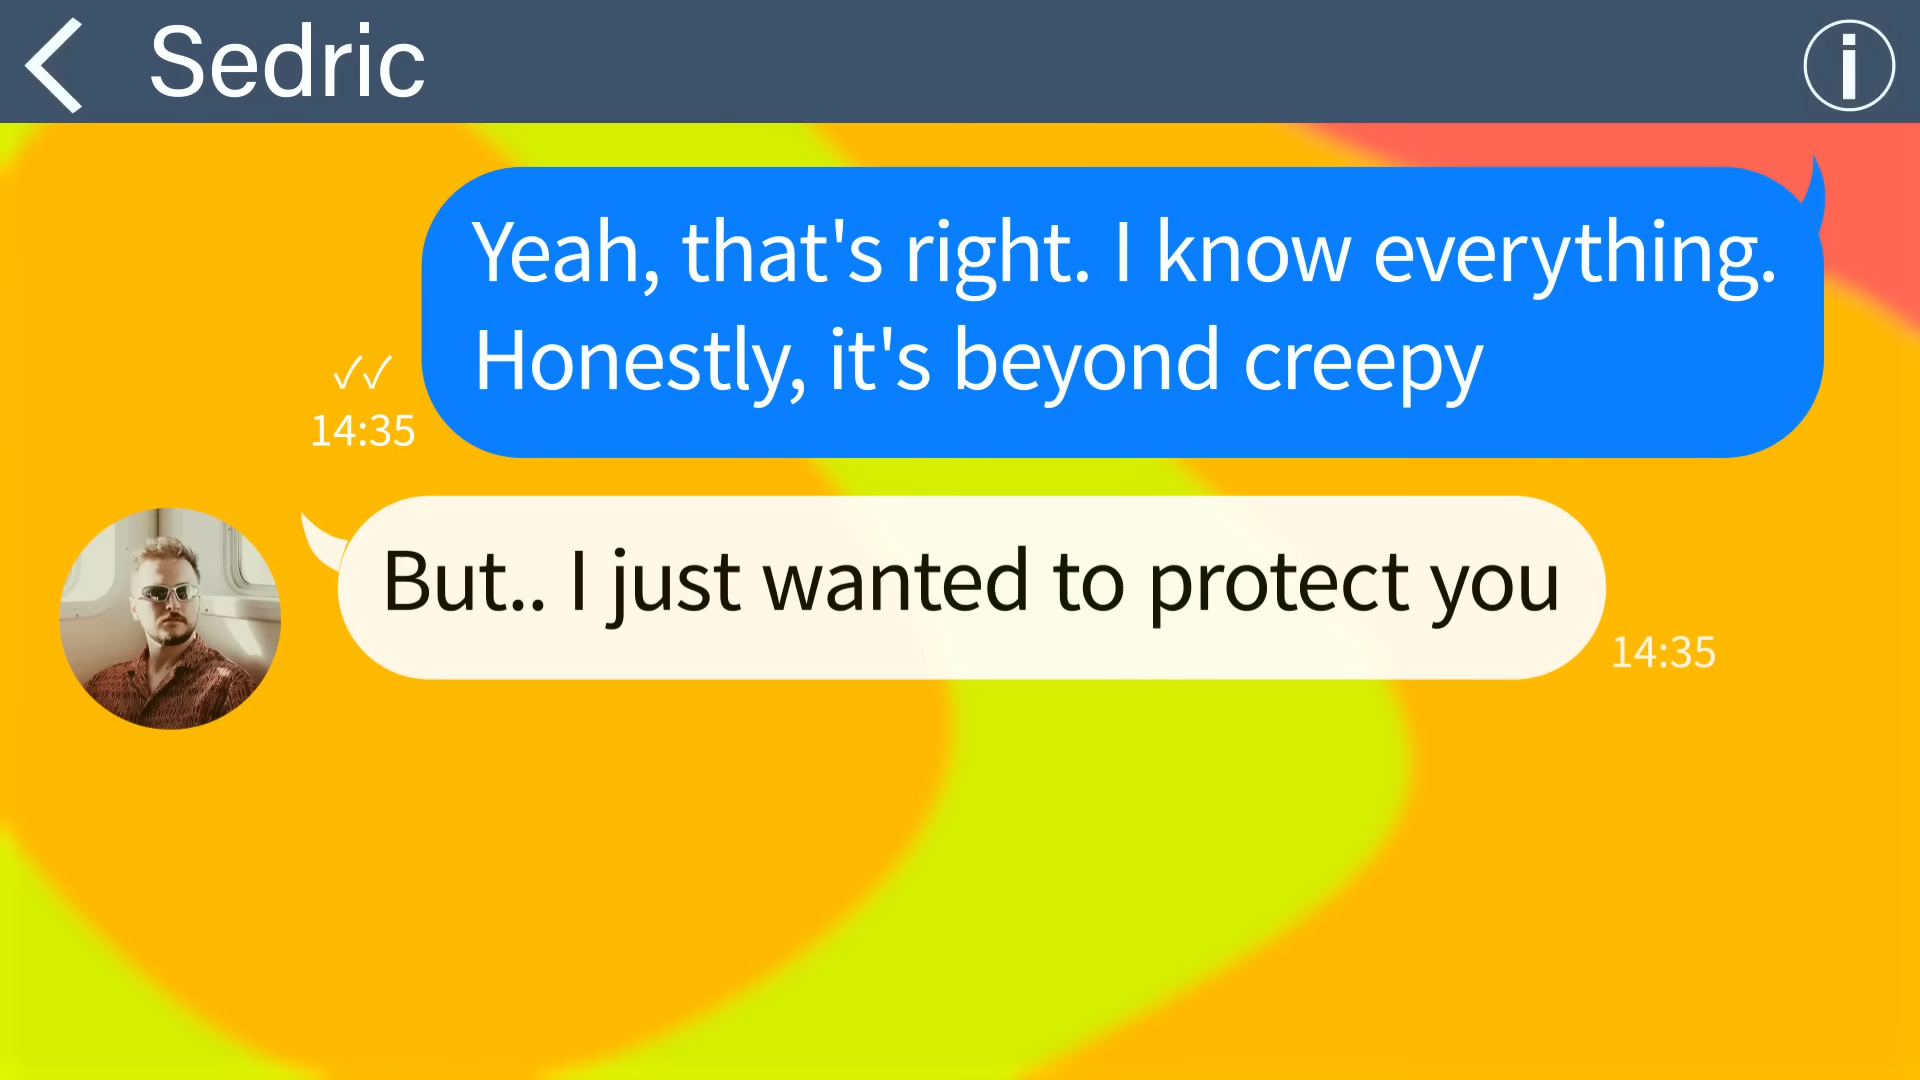 Sedric
Yeah, that's right. I know everything.
Honestly, it's beyond creepy
✓✓
14:35
But.. I just wanted to protect you
14:35